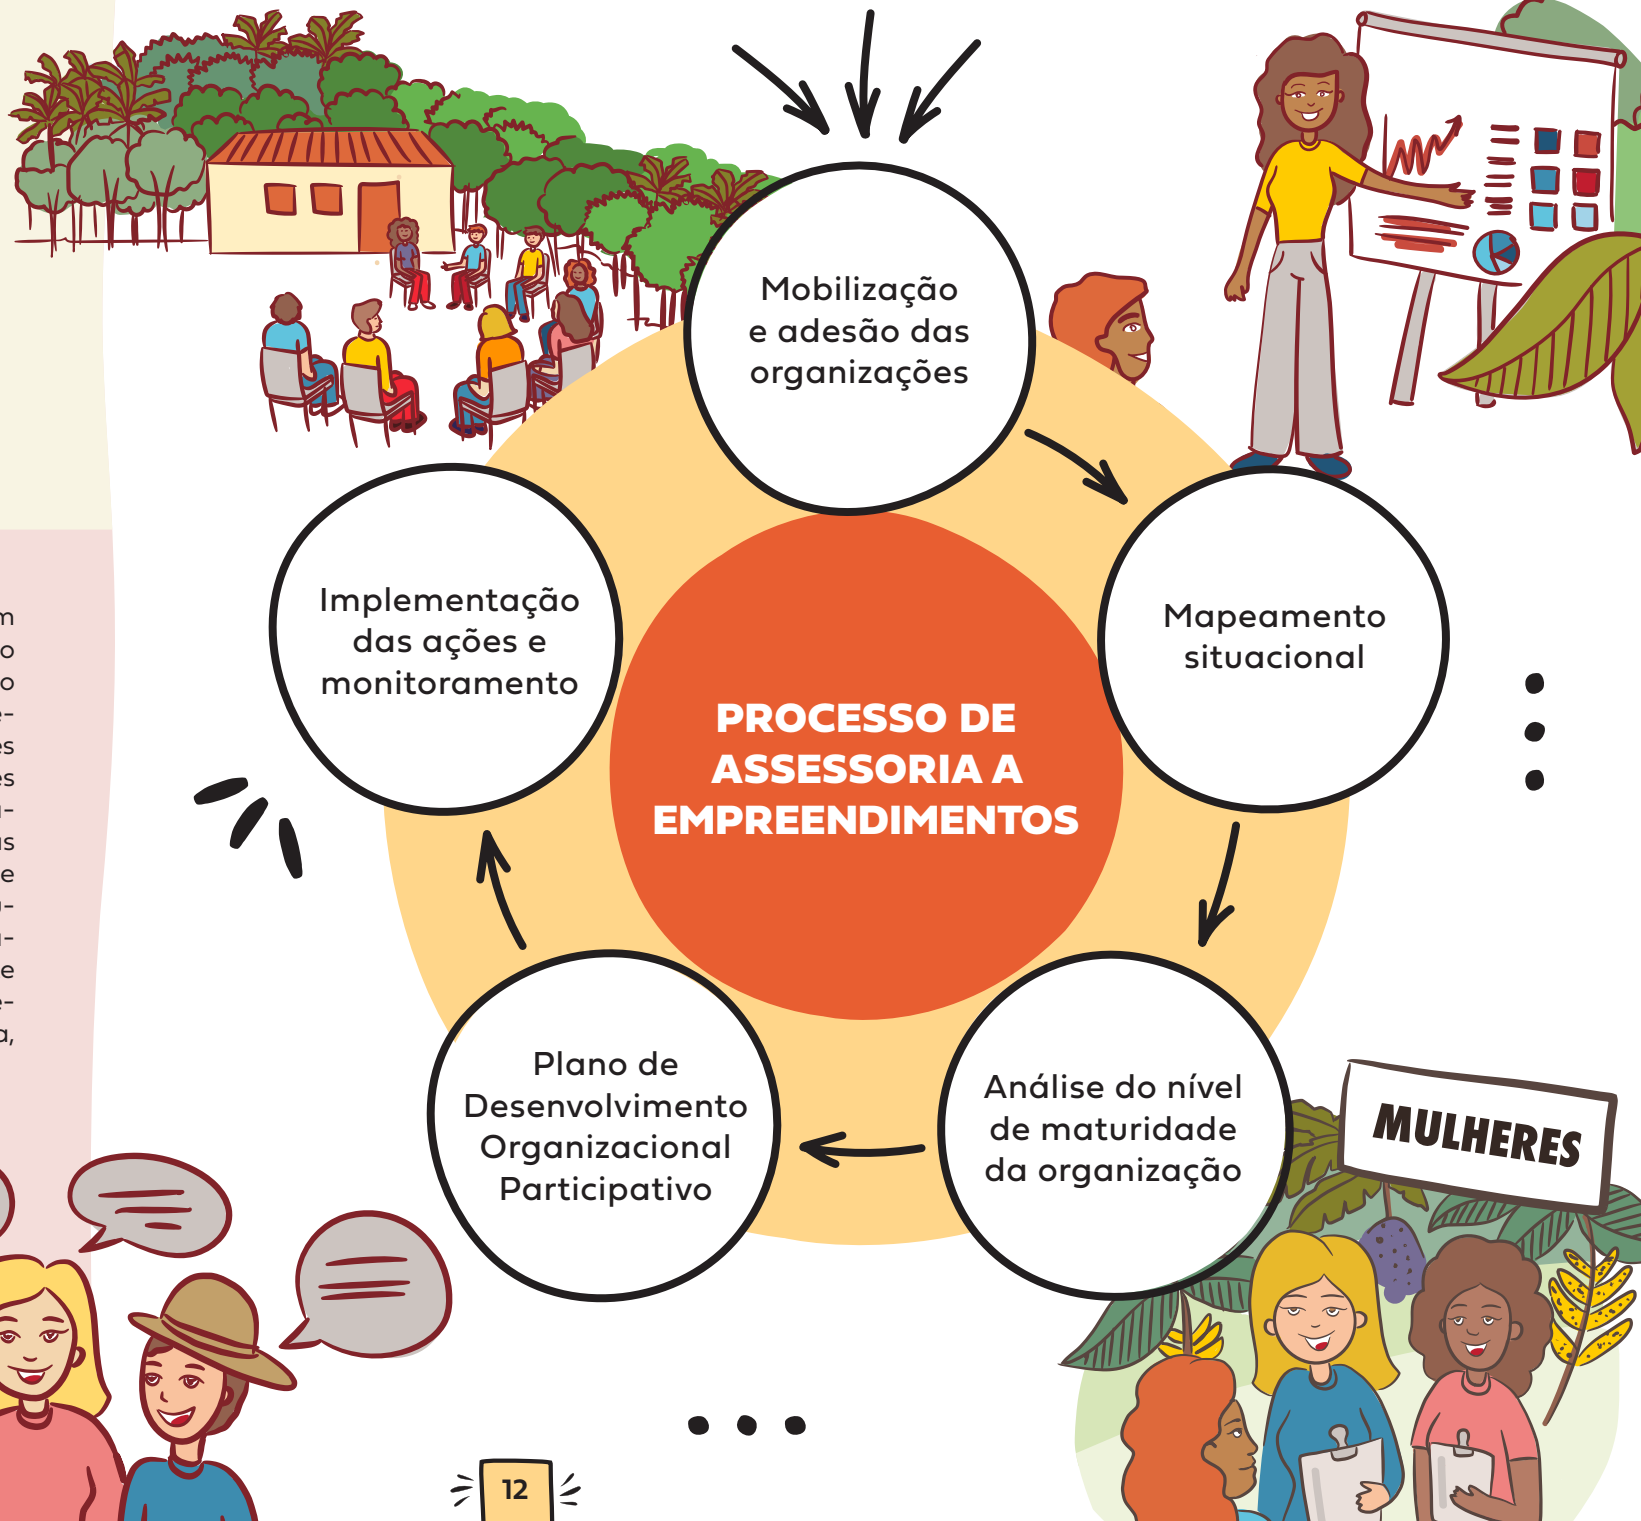 Mobilização
e adesão das
organizações
Mapeamento
situacional
Análise do nível
de maturidade
da organização
Plano de
Desenvolvimento
Organizacional
Participativo
Implementação
das ações e
monitoramento
PROCESSO DE
ASSESSORIA A
EMPREENDIMENTOS
MULHERES
12